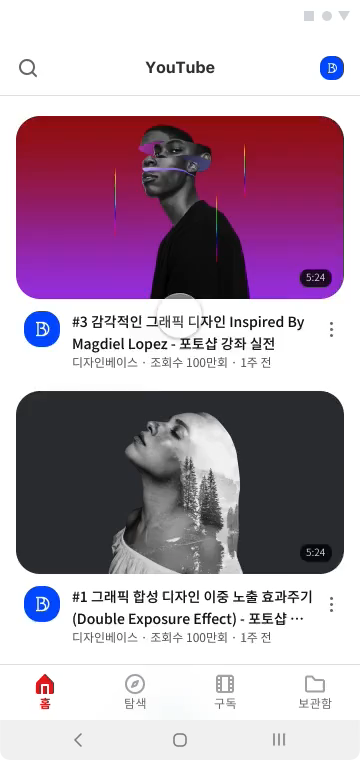 YouTube
5:24
#3 감각적인 그래픽 디자인 Inspired By
Magdiel Lopez - 포토샵 강좌 실전
디자인베이스 · 조회수 100만회 · 1주 전
5:24
#1 그래픽 합성 디자인 이중 노출 효과주기
(Double Exposure Effect) - 포토샵 ···
디자인베이스 · 조회수 100만회 · 1주 전
홈 탐색 구독 보관함